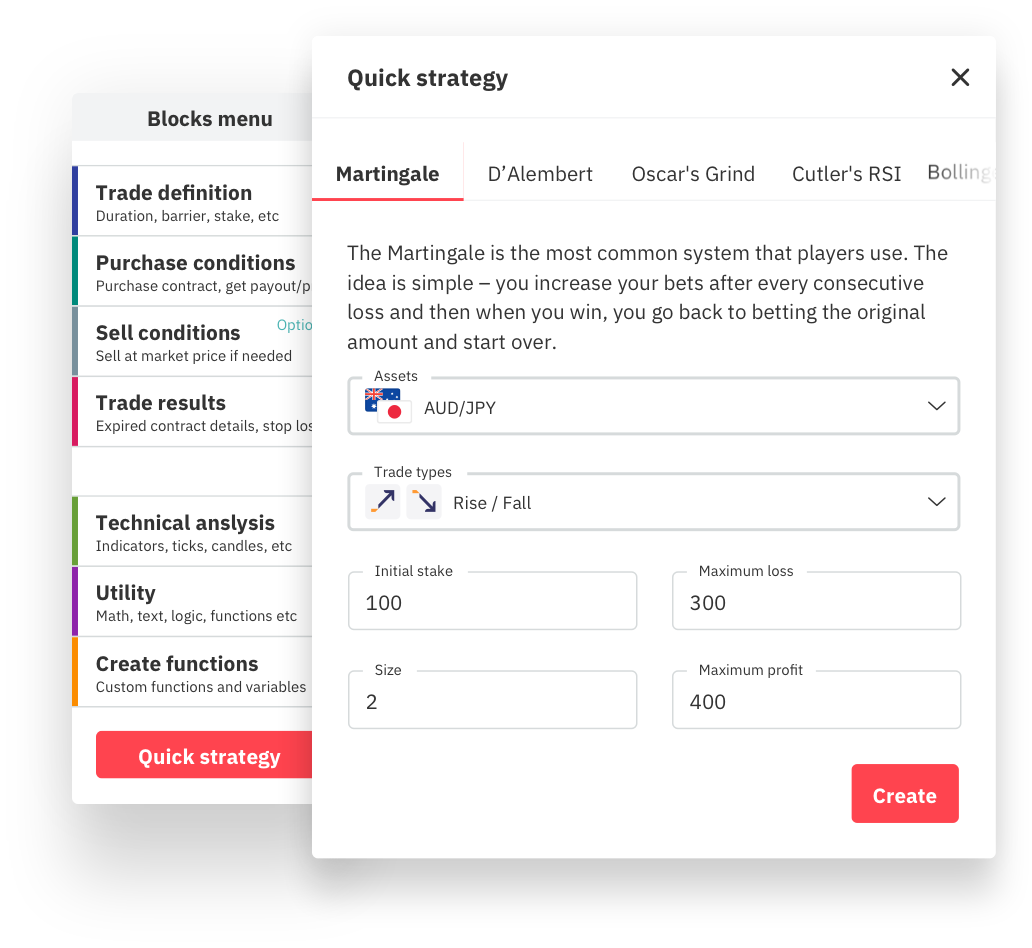 Blocks menu
Trade definition
Duration, barrier, stake, etc
Purchase conditions
Purchase contract, get payout/p
Sell conditions
Optio
Sell at market price if needed
Trade results
Expired contract details, stop los
Technical anslysis
Indicators, ticks, candles, etc
Utility
Math, text, logic, functions etc
Create functions
Custom functions and variables
Quick strategy
Quick strategy
Martingale
D’Alembert
Oscar's Grind
Cutler's RSI
Bolling
The Martingale is the most common system that players use. The
idea is simple – you increase your bets after every consecutive
loss and then when you win, you go back to betting the original
amount and start over.
Assets
AUD/JPY
Trade types
Rise / Fall
Initial stake
100
Maximum loss
300
Size
2
Maximum profit
400
Create